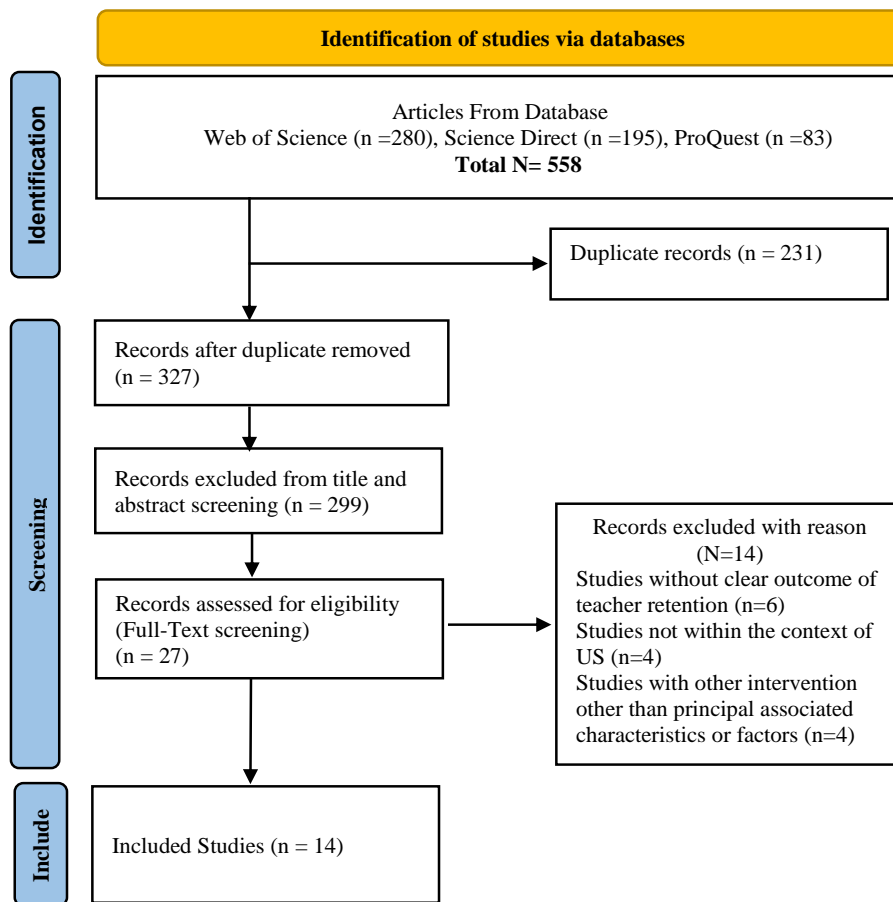 Identification of studies via databases
Identification
Articles From Database
Web of Science (n =280), Science Direct (n =195), ProQuest (n =83)
Total N= 558
Duplicate records (n = 231)
Screening
Records after duplicate removed
(n = 327)
Records excluded from title and
abstract screening (n = 299)
Records assessed for eligibility
(Full-Text screening)
(n = 27)
Records excluded with reason
(N=14)
Studies without clear outcome of
teacher retention (n=6)
Studies not within the context of
US (n=4)
Studies with other intervention
other than principal associated
characteristics or factors (n=4)
Include
Included Studies (n = 14)